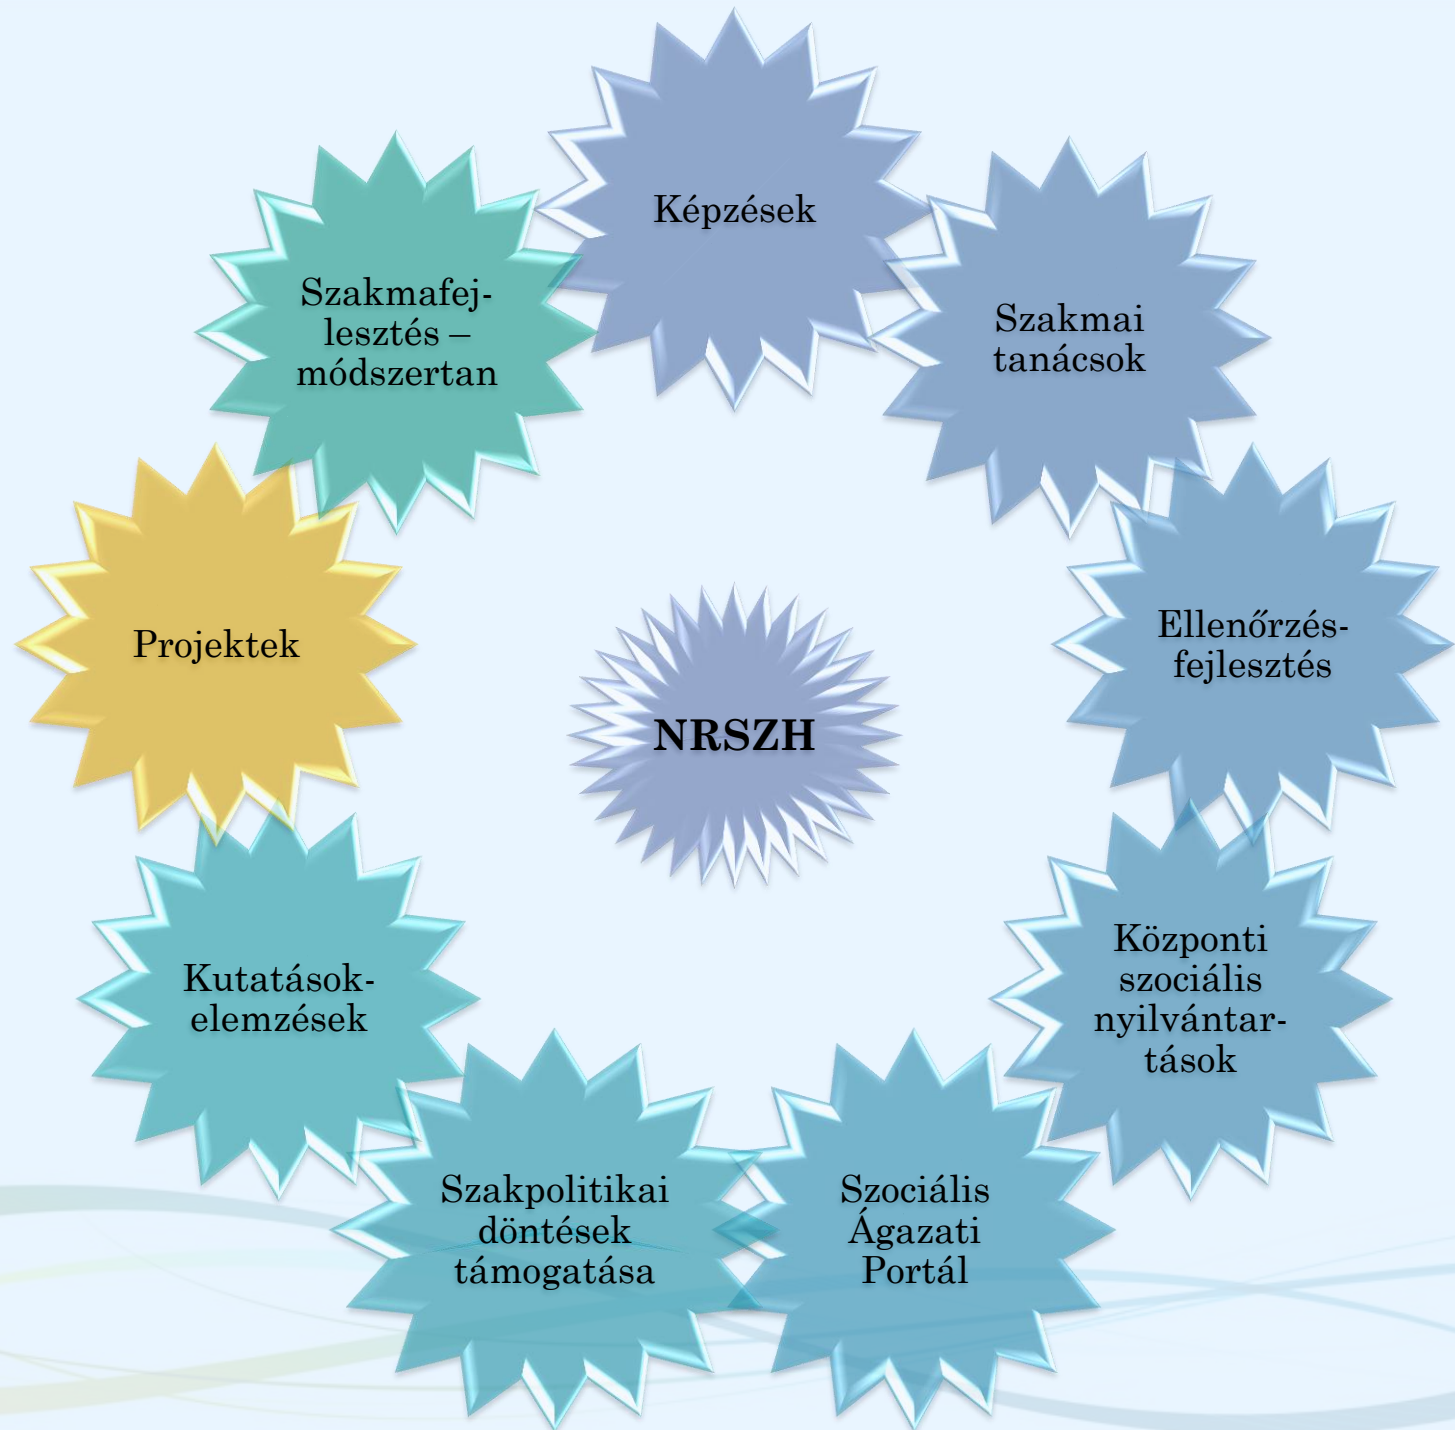 Képzések
Szakmai
tanácsok
Ellenőrzés-
fejlesztés
Központi
szociális
nyilvántar-
tások
Szociális
Ágazati
Portál
Szakpolitikai
döntések
támogatása
Kutatások-
elemzések
Projektek
Szakmafej-
lesztés –
módszertan
NRSZH